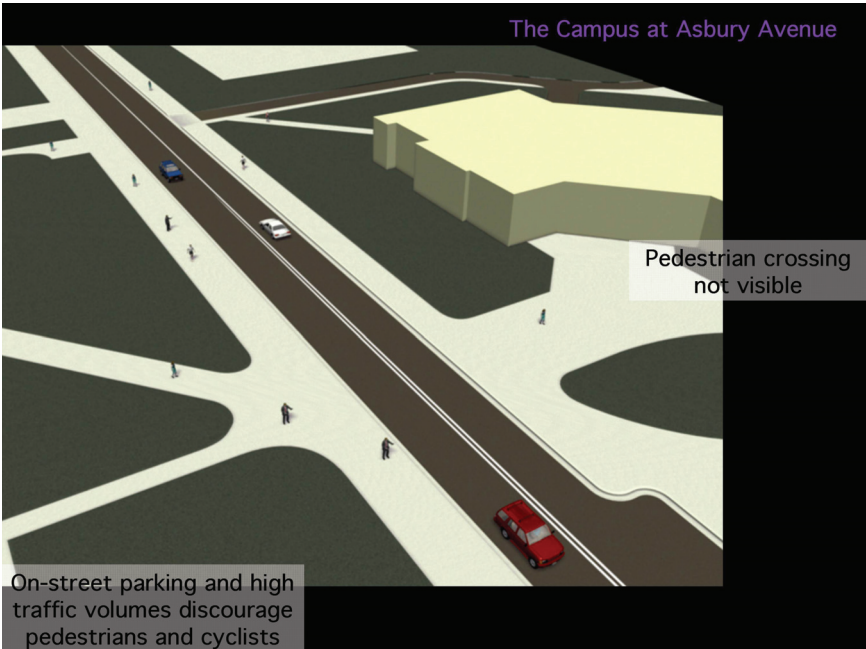 The Campus at Asbury Avenue
Pedestrian crossing
not visible
On-street parking and high
traffic volumes discourage
pedestrians and cyclists